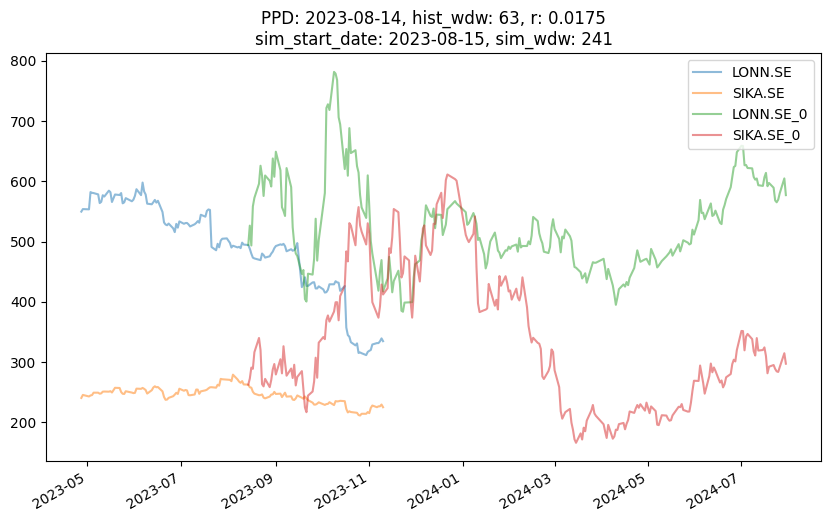 PPD: 2023-08-14, hist_wdw: 63, r: 0.0175
sim_start_date: 2023-08-15, sim_wdw: 241
LONN.SE
SIKA.SE
LONN.SE_0
SIKA.SE_0
800
700
600
500
400
300
200
2023-05
2023-07
2023-09
2023-11
2024-01
2024-03
2024-05
2024-07